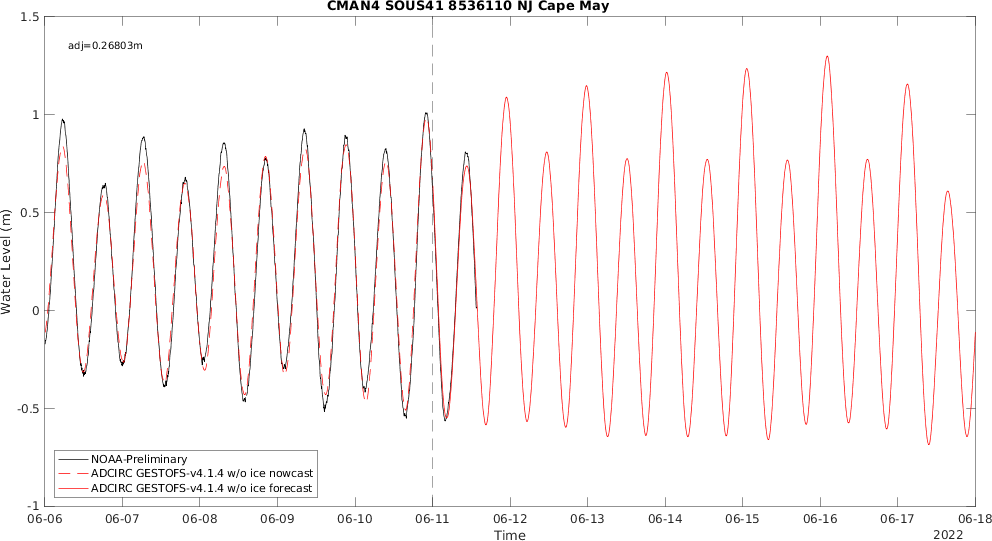 CMAN4 SOUS41 8536110 NJ Cape May
adj=0.26803m
1.5
1
0.5
0
-0.5
-1
Water Level (m)
NOAA-Preliminary
ADCIRC GESTOFS-v4.1.4 w/o ice nowcast
ADCIRC GESTOFS-v4.1.4 w/o ice forecast
06-06 06-07 06-08 06-09 06-10 06-11 06-12 06-13 06-14 06-15 06-16 06-17 06-18
Time
2022